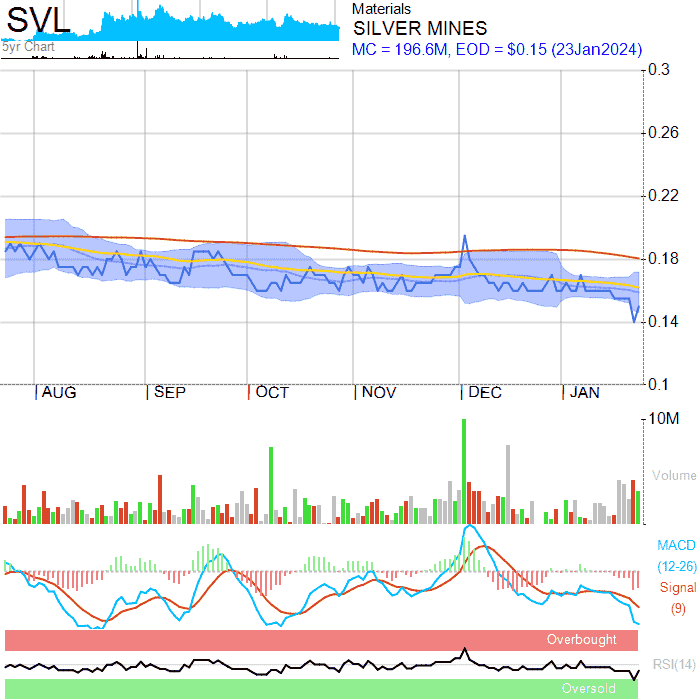 SVL
5yr Chart
Materials
SILVER MINES
MC = 196.6M, EOD = $0.15 (23Jan2024)
0.3
0.26
0.22
0.18
0.14
0.1
AUG SEP OCT NOV DEC JAN
10M
Volume
MACD
(12-26)
Signal
(9)
Overbought
RSI(14)
Oversold